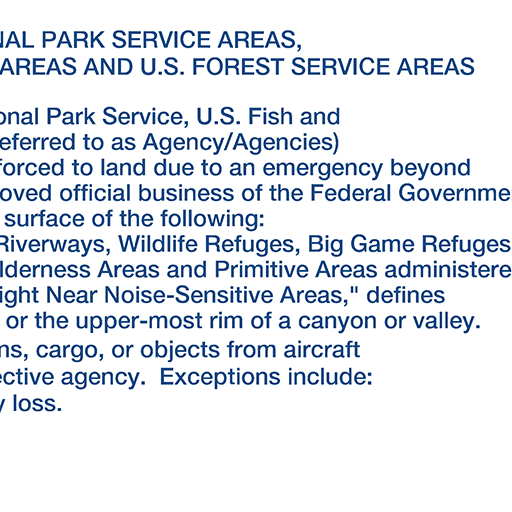 NAL PARK SERVICE AREAS,
AREAS AND U.S. FOREST SERVICE AREAS
onal Park Service, U.S. Fish and
eferred to as Agency/Agencies)
forced to land due to an emergency beyond
oved official business of the Federal Governme
surface of the following:
Riverways, Wildlife Refuges, Big Game Refuges
lderness Areas and Primitive Areas administere
ight Near Noise-Sensitive Areas," defines
or the upper-most rim of a canyon or valley.
ns, cargo, or objects from aircraft
ective agency. Exceptions include:
y loss.